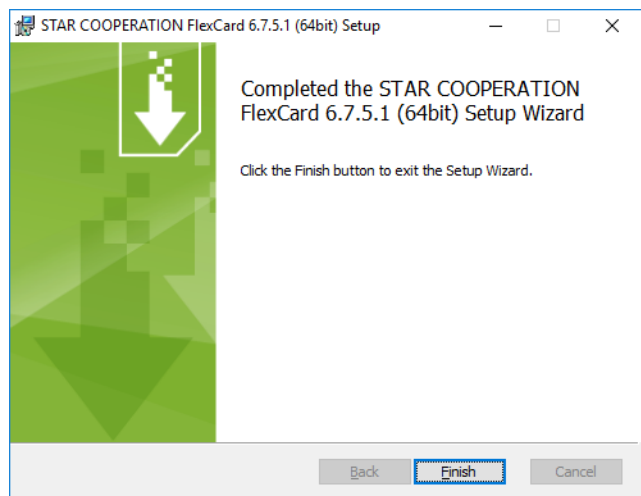 STAR COOPERATION FlexCard 6.7.5.1 (64bit) Setup
Completed the STAR COOPERATION
FlexCard 6.7.5.1 (64bit) Setup Wizard
Click the Finish button to exit the Setup Wizard.
Back Finish Cancel